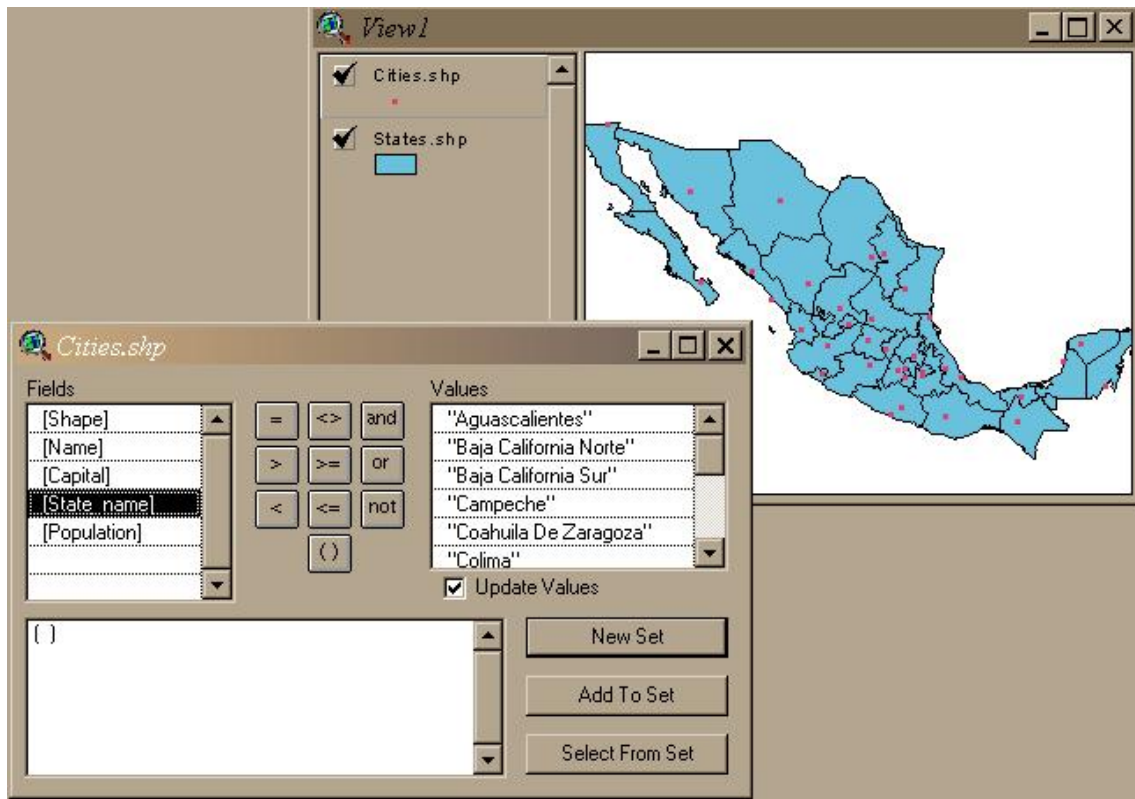 View1
Cities.shp
States.shp
Cities.shp
Fields
[Shape]
[Name]
[Capital]
[State_name]
[Population]
= <> and
> >= or
< <= not
( )
Values
"Aguascalientes"
"Baja California Norte"
"Baja California Sur"
"Campeche"
"Coahuila De Zaragoza"
"Colima"
Update Values
( )
New Set
Add To Set
Select From Set